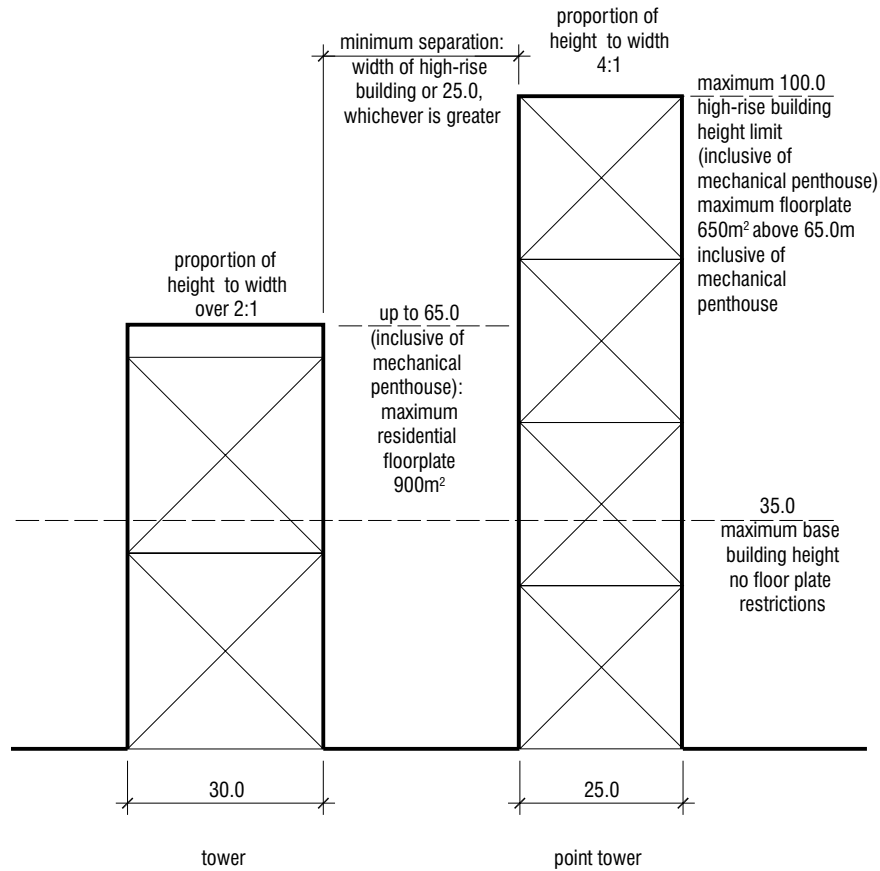 proportion of
height to width
4:1
minimum separation:
width of high-rise
building or 25.0,
whichever is greater
maximum 100.0
high-rise building
height limit
(inclusive of
mechanical penthouse)
maximum floorplate
650m² above 65.0m
inclusive of
mechanical
penthouse
proportion of
height to width
over 2:1
up to 65.0
(inclusive of
mechanical
penthouse):
maximum
residential
floorplate
900m²
35.0
maximum base
building height
no floor plate
restrictions
30.0
25.0
tower
point tower